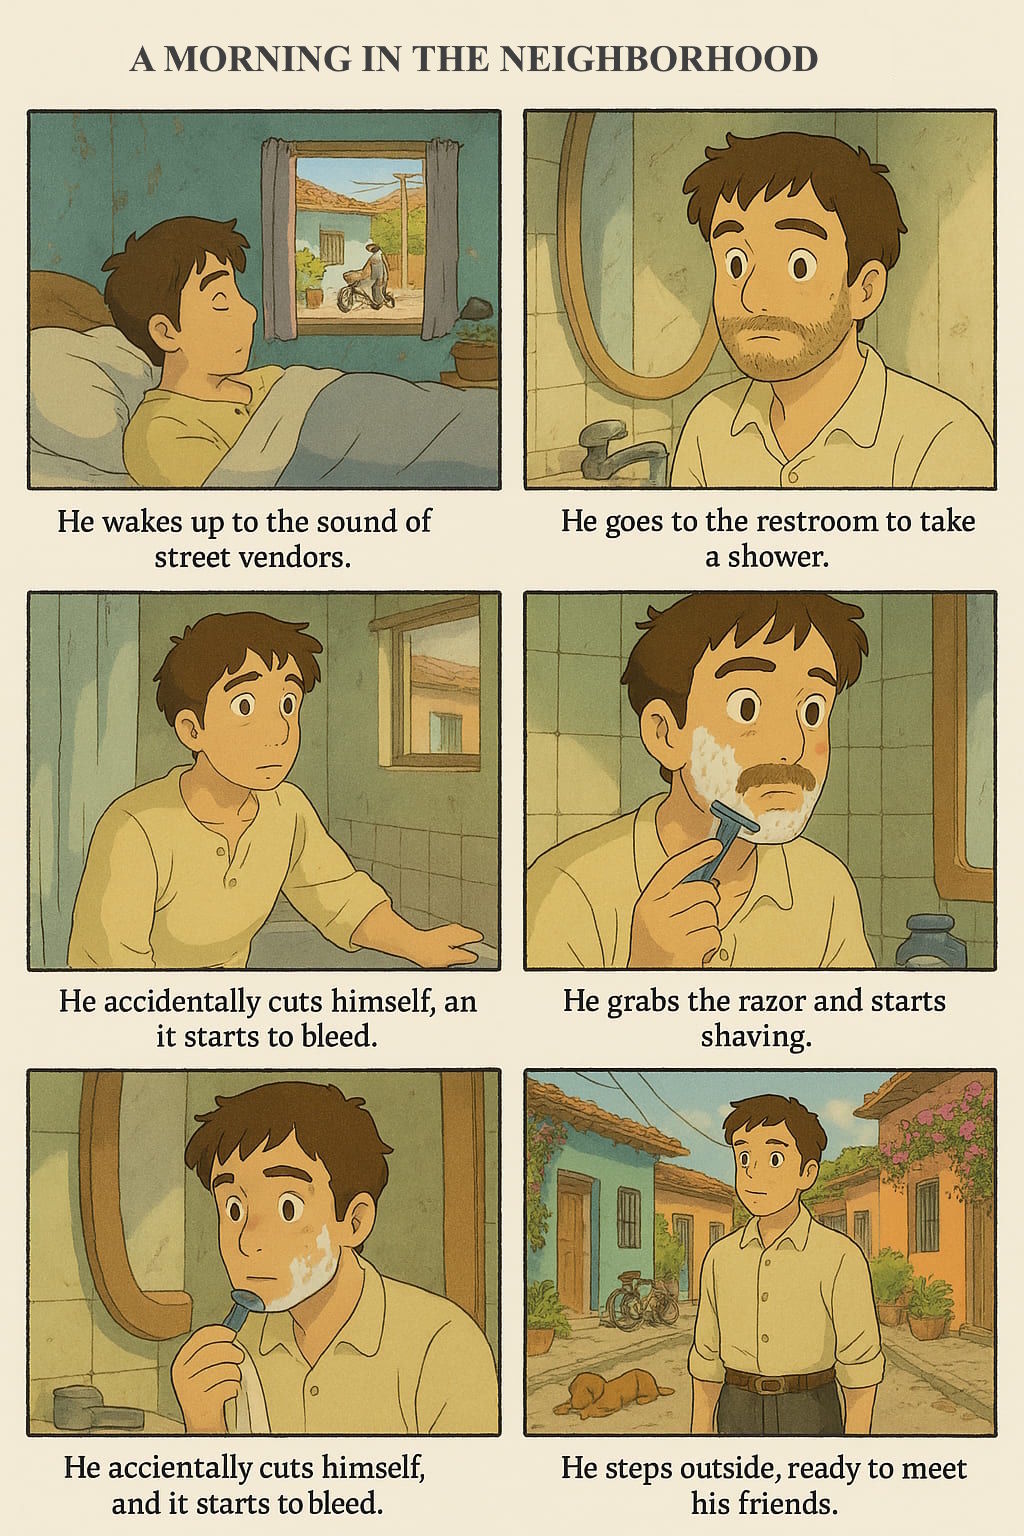 A MORNING IN THE NEIGHBORHOOD
He wakes up to the sound of
street vendors.
He goes to the restroom to take
a shower.
He accidentally cuts himself, an
it starts to bleed.
He grabs the razor and starts
shaving.
He accientally cuts himself,
and it starts to bleed.
He steps outside, ready to meet
his friends.